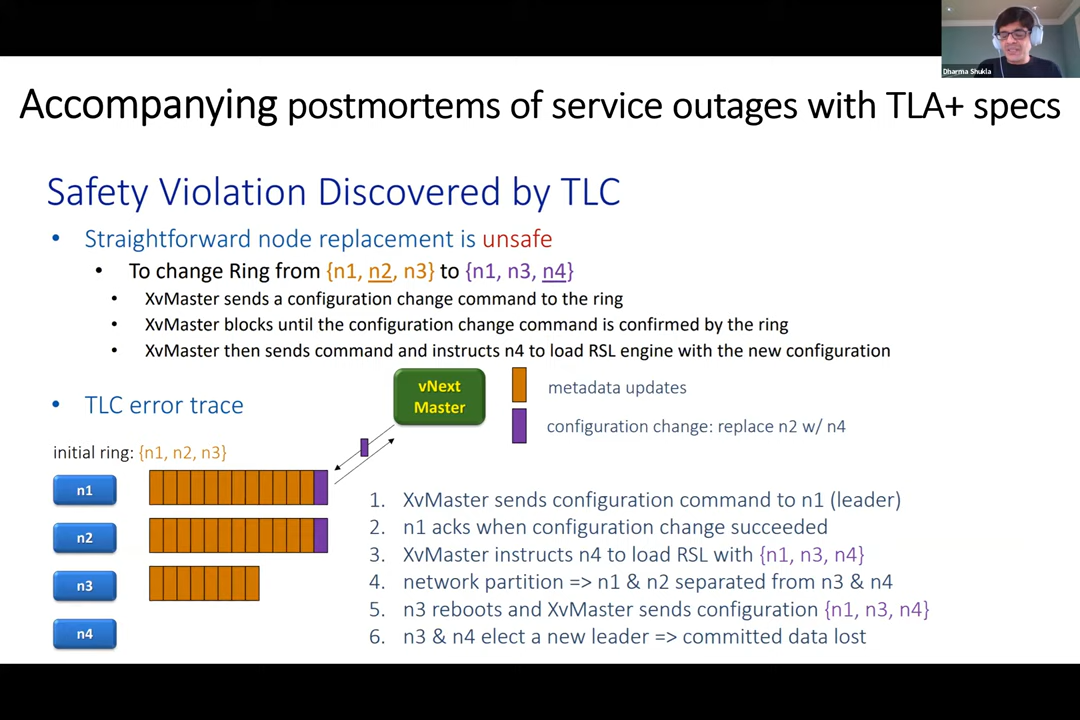 Dharma Shukla
Accompanying postmortems of service outages with TLA+ specs
Safety Violation Discovered by TLC
• Straightforward node replacement is unsafe
• To change Ring from {n1, n2, n3} to {n1, n3, n4}
• XvMaster sends a configuration change command to the ring
• XvMaster blocks until the configuration change command is confirmed by the ring
• XvMaster then sends command and instructs n4 to load RSL engine with the new configuration
• TLC error trace
vNext
Master
metadata updates
configuration change: replace n2 w/ n4
initial ring: {n1, n2, n3}
n1
n2
n3
n4
1. XvMaster sends configuration command to n1 (leader)
2. n1 acks when configuration change succeeded
3. XvMaster instructs n4 to load RSL with {n1, n3, n4}
4. network partition => n1 & n2 separated from n3 & n4
5. n3 reboots and XvMaster sends configuration {n1, n3, n4}
6. n3 & n4 elect a new leader => committed data lost